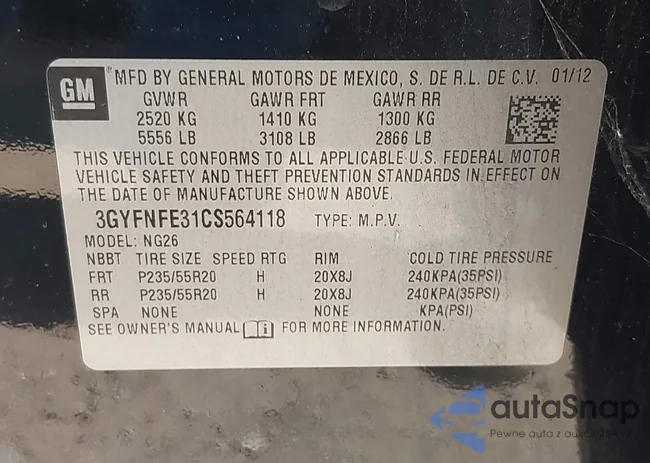 GM
MFD BY GENERAL MOTORS DE MEXICO, S. DE R.L. DE C.V. 01/12
GVWR GAWR FRT GAWR RR
2520 KG 1410 KG 1300 KG
5556 LB 3108 LB 2866 LB
THIS VEHICLE CONFORMS TO ALL APPLICABLE U.S. FEDERAL MOTOR
VEHICLE SAFETY AND THEFT PREVENTION STANDARDS IN EFFECT ON
THE DATE OF MANUFACTURE SHOWN ABOVE.
3GYFNFE31CS564118 TYPE: M.P.V.
MODEL: NG26
NBBT TIRE SIZE SPEED RTG RIM COLD TIRE PRESSURE
FRT P235/55R20 H 20X8J 240KPA(35PSI)
RR P235/55R20 H 20X8J 240KPA(35PSI)
SPA NONE NONE KPA(PSI)
SEE OWNER'S MANUAL FOR MORE INFORMATION.
autaSnap
Pewne auta z aukcji